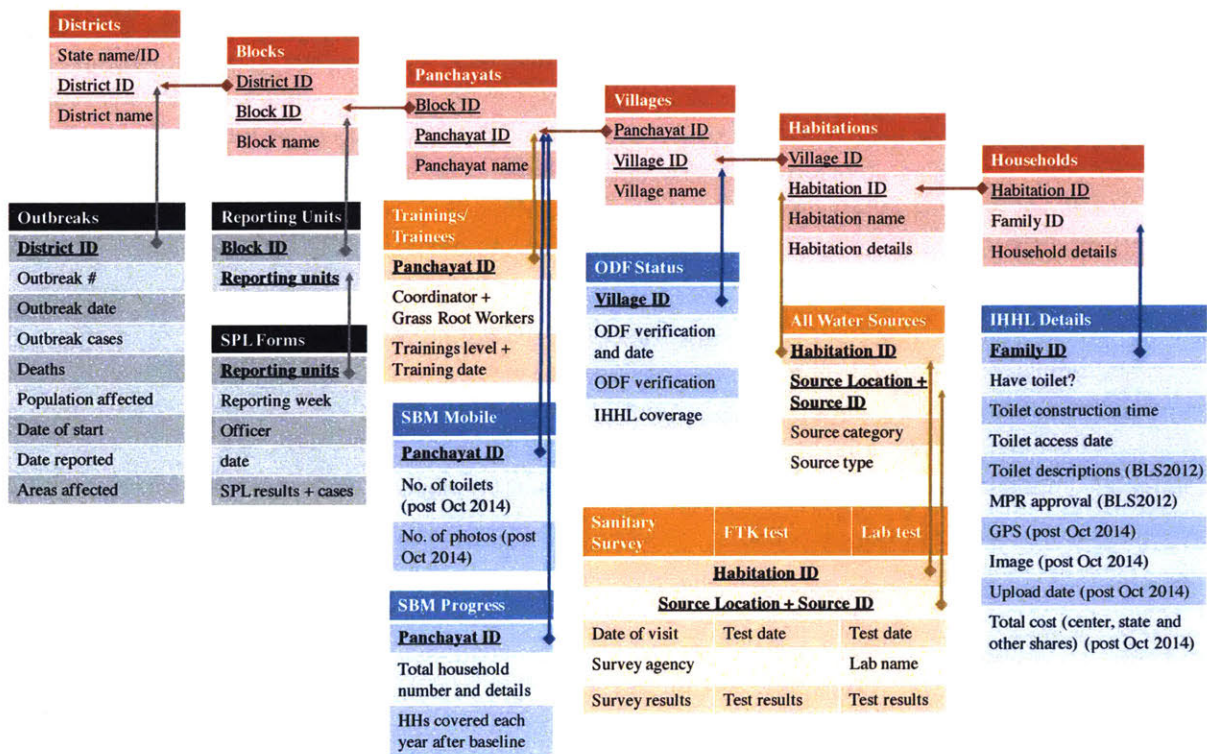 Districts
State name/ID
District ID
District name
Blocks
District ID
Block ID
Block name
Panchayats
Block ID
Panchayat ID
Panchayat name
Villages
Panchayat ID
Village ID
Village name
Habitations
Village ID
Habitation ID
Habitation name
Habitation details
Households
Habitation ID
Family ID
Household details
Outbreaks
District ID
Outbreak #
Outbreak date
Outbreak cases
Deaths
Population affected
Date of start
Date reported
Areas affected
Reporting Units
Block ID
Reporting units
SPL Forms
Reporting units
Reporting week
Officer
date
SPL results + cases
Trainings/
Trainees
Panchayat ID
Coordinator +
Grass Root Workers
Trainings level +
Training date
SBM Mobile
Panchayat ID
No. of toilets
(post Oct 2014)
No. of photos (post
Oct 2014)
SBM Progress
Panchayat ID
Total household
number and details
HHs covered each
year after baseline
ODF Status
Village ID
ODF verification
and date
ODF verification
IHHL coverage
All Water Sources
Habitation ID
Source Location +
Source ID
Source category
Source type
Sanitary
Survey
FTK test
Lab test
Habitation ID
Source Location + Source ID
Date of visit
Test date
Test date
Survey agency
Lab name
Survey results
Test results
Test results
IHHL Details
Family ID
Have toilet?
Toilet construction time
Toilet access date
Toilet descriptions (BLS2012)
MPR approval (BLS2012)
GPS (post Oct 2014)
Image (post Oct 2014)
Upload date (post Oct 2014)
Total cost (center, state and
other shares) (post Oct 2014)